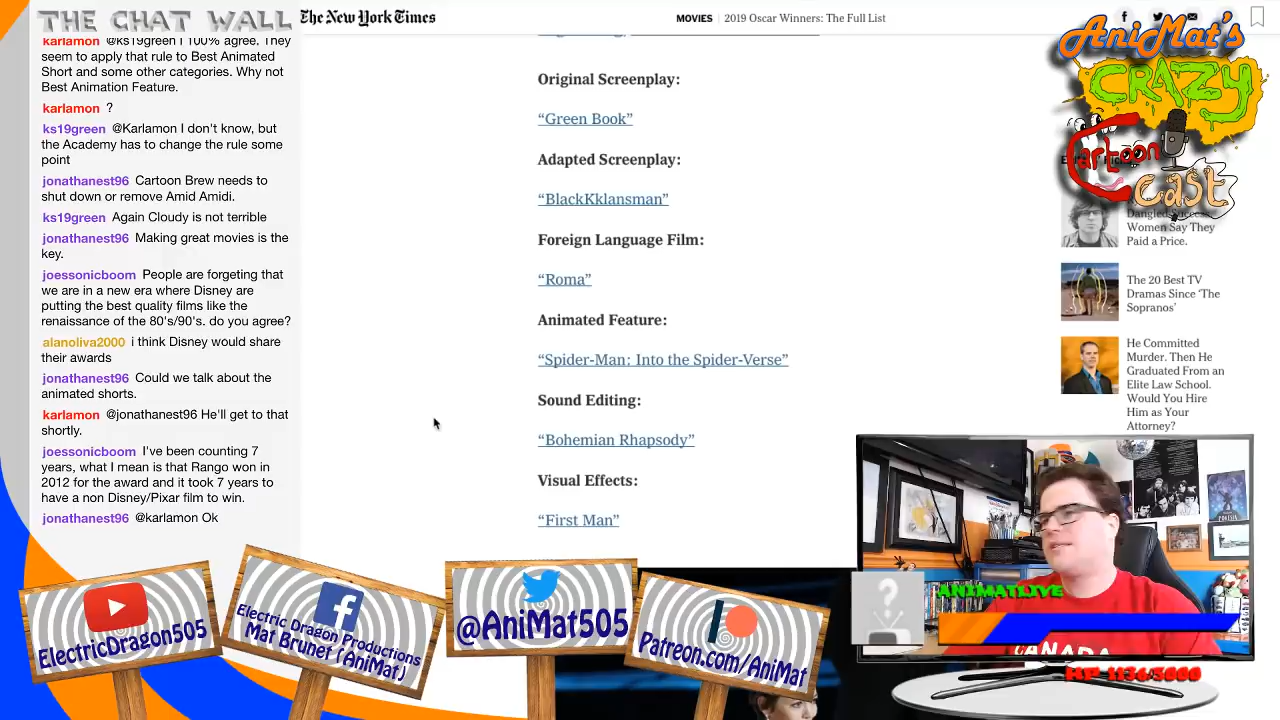 THE CHAT WALL
karlamon @ks19green I 100% agree. They
seem to apply that rule to Best Animated
Short and some other categories. Why not
Best Animation Feature.
karlamon ?
ks19green @Karlamon I don't know, but
the Academy has to change the rule some
point
jonathanest96 Cartoon Brew needs to
shut down or remove Amid Amidi.
ks19green Again Cloudy is not terrible
jonathanest96 Making great movies is the
key.
joessonicboom People are forgeting that
we are in a new era where Disney are
putting the best quality films like the
renaissance of the 80's/90's. do you agree?
alanoliva2000 i think Disney would share
their awards
jonathanest96 Could we talk about the
animated shorts.
karlamon @jonathanest96 He'll get to that
shortly.
joessonicboom I've been counting 7
years, what I mean is that Rango won in
2012 for the award and it took 7 years to
have a non Disney/Pixar film to win.
jonathanest96 @karlamon Ok
The New York Times
MOVIES | 2019 Oscar Winners: The Full List
Original Screenplay:
“Green Book”
Adapted Screenplay:
“BlacKkKlansman”
Foreign Language Film:
“Roma”
Animated Feature:
“Spider-Man: Into the Spider-Verse”
Sound Editing:
“Bohemian Rhapsody”
Visual Effects:
“First Man”
AniMat's
CRAZY
Cartoon
Cast
Dangled Success,
Women Say They
Paid a Price.
The 20 Best TV
Dramas Since ‘The
Sopranos’
He Committed
Murder. Then He
Graduated From an
Elite Law School.
Would You Hire
Him as Your
Attorney?
ANIMATLIVE
CANADA
HP 1136/5000
ElectricDragon505
Electric Dragon Productions
Mat Brunet (AniMat)
@AniMat505
Patreon.com/AniMat